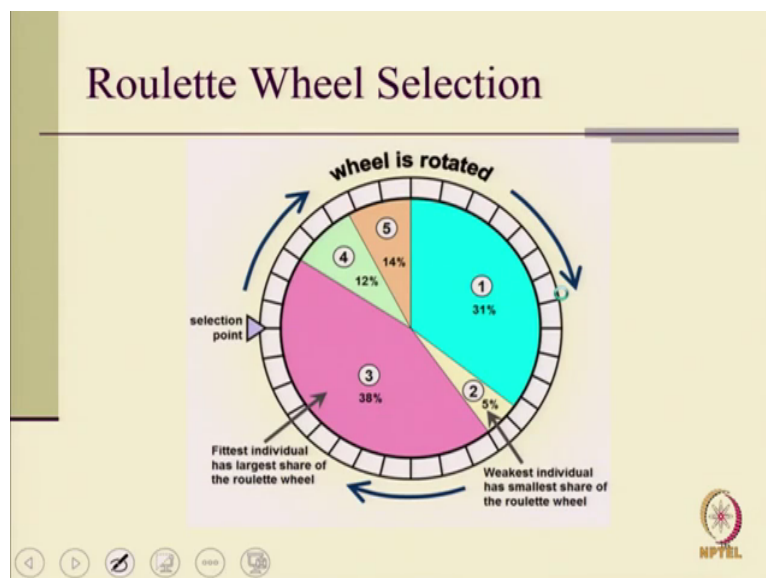 Roulette Wheel Selection
wheel is rotated
5
14%
4
12%
1
31%
selection
point
3
38%
2
5%
Fittest individual
has largest share of
the roulette wheel
Weakest individual
has smallest share of
the roulette wheel
NPTEL